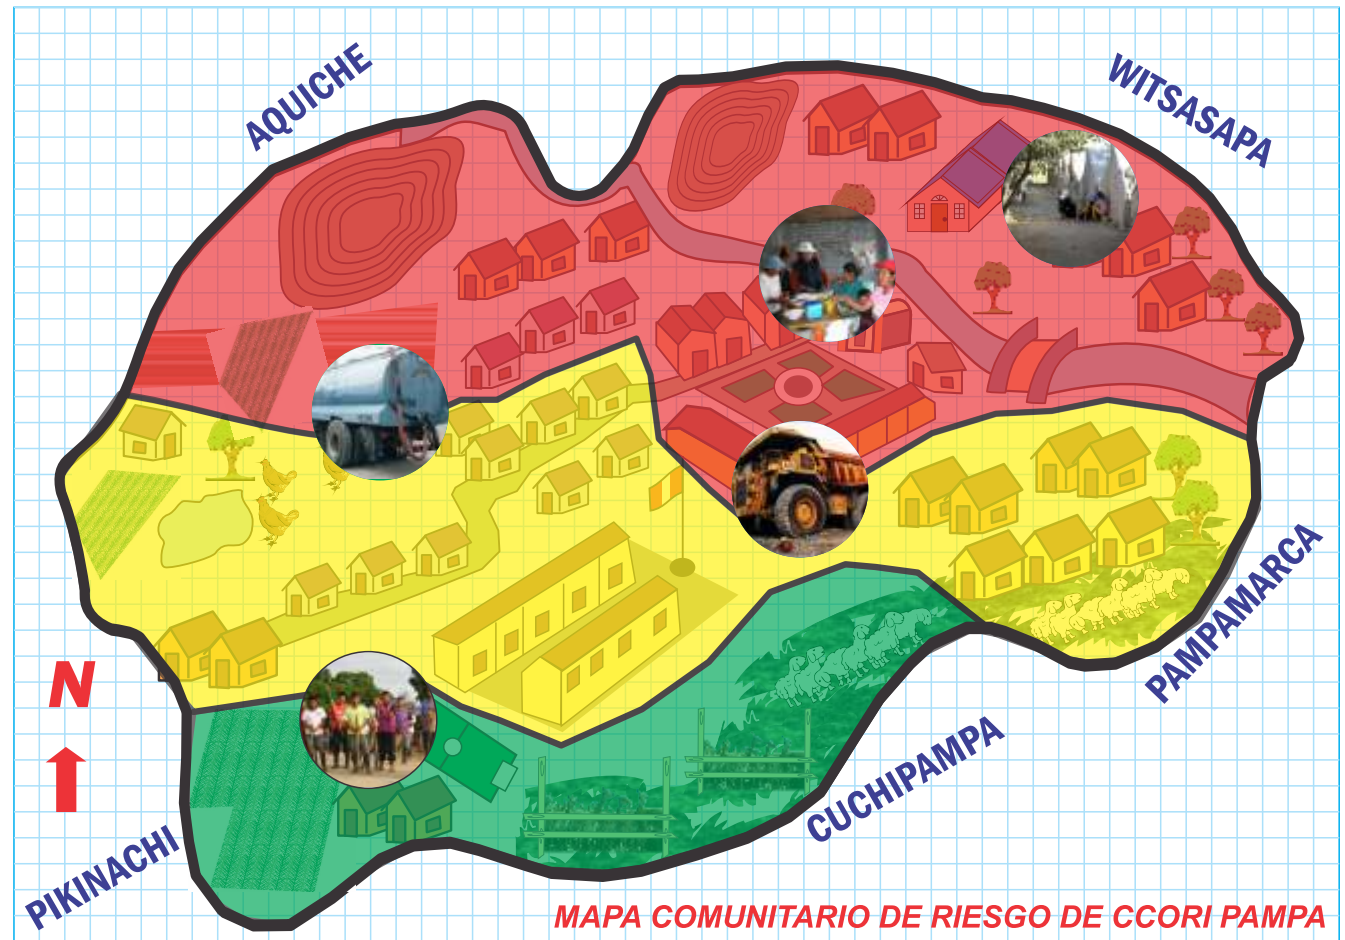 AQUICHE
WITSASAPA
PAMPAMARCA
N
CUCHIPAMPA
PIKINACHI
MAPA COMUNITARIO DE RIESGO DE CCORI PAMPA